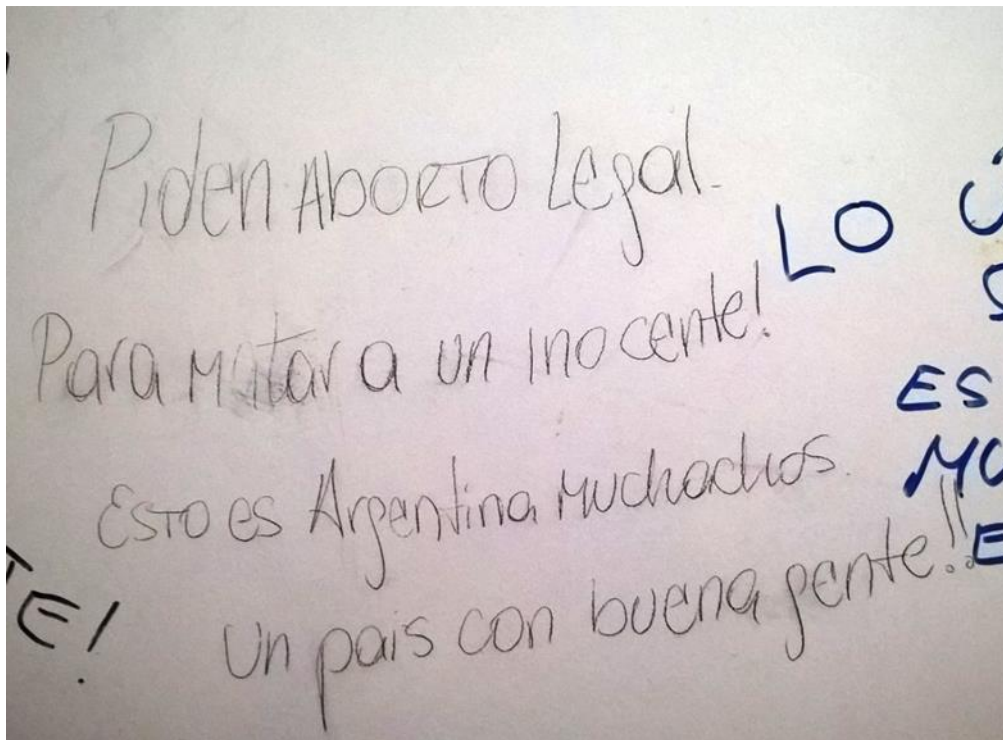 Piden Aborto Legal.
Para matar a un inocente!
Esto es Argentina muchachos.
Un pais con buena gente!!
LO
ES
E!